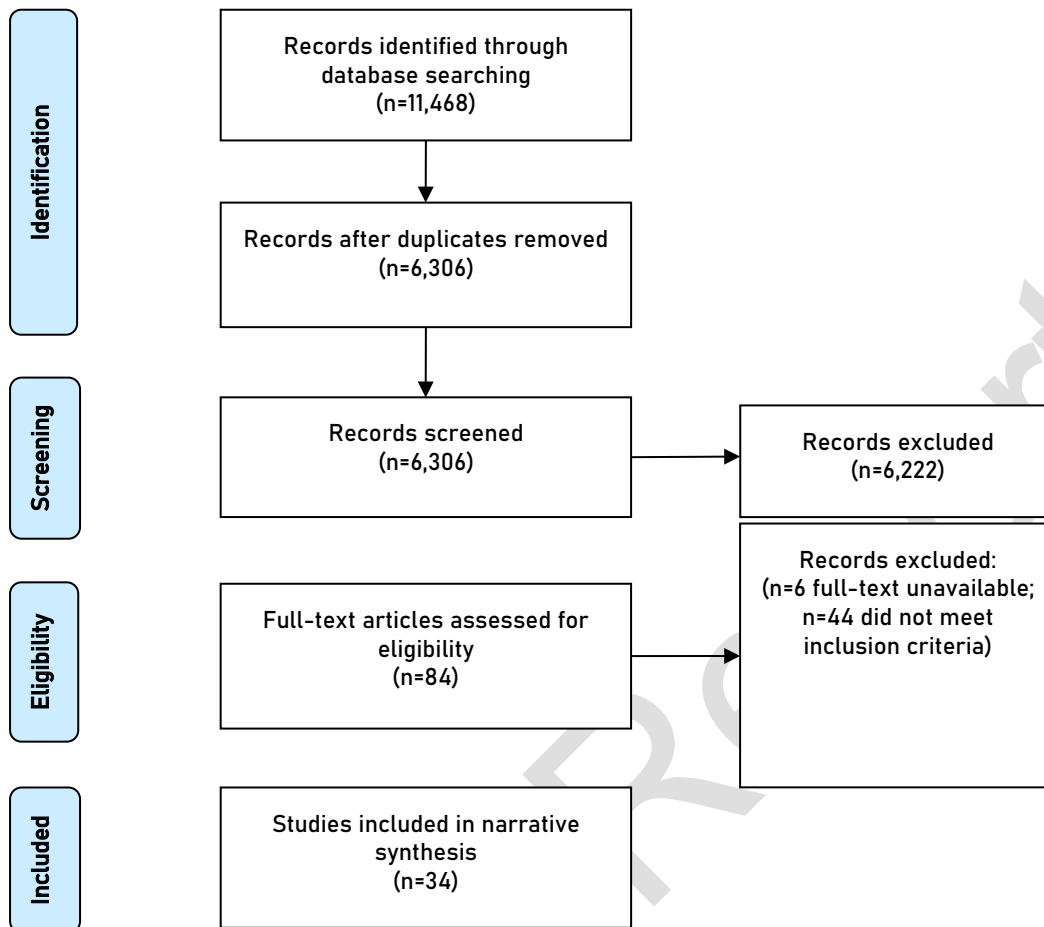 Identification
Records identified through
database searching
(n=11,468)
Records after duplicates removed
(n=6,306)
Screening
Records screened
(n=6,306)
Records excluded
(n=6,222)
Eligibility
Full-text articles assessed for
eligibility
(n=84)
Records excluded:
(n=6 full-text unavailable;
n=44 did not meet
inclusion criteria)
Included
Studies included in narrative
synthesis
(n=34)